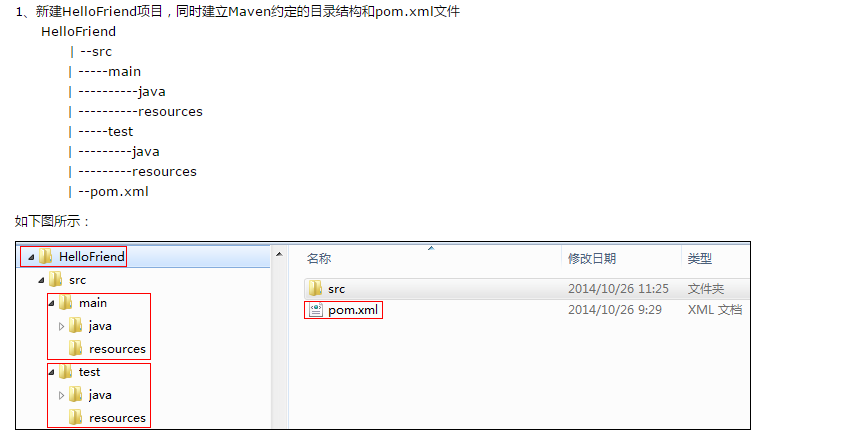 1、新建HelloFriend项目，同时建立Maven约定的目录结构和pom.xml文件
HelloFriend
| --src
| -----main
| ----------java
| ----------resources
| -----test
| ---------java
| ---------resources
| --pom.xml
如下图所示：
HelloFriend
src
main
java
resources
test
java
resources
名称 修改日期 类型
src 2014/10/26 11:25 文件夹
pom.xml 2014/10/26 9:29 XML 文档